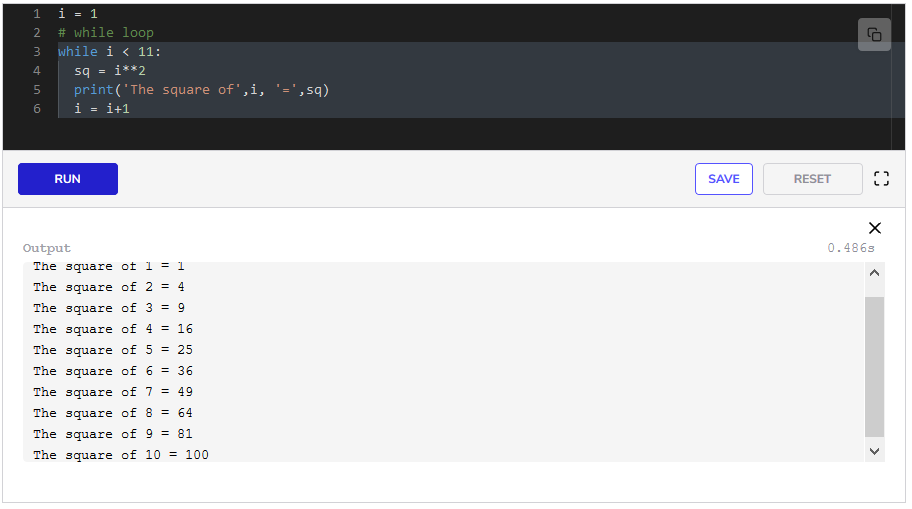 1 i = 1
2 # while loop
3 while i < 11:
4   sq = i**2
5   print('The square of',i, '=',sq)
6   i = i+1
RUN SAVE RESET
Output 0.486s
The square of 1 = 1
The square of 2 = 4
The square of 3 = 9
The square of 4 = 16
The square of 5 = 25
The square of 6 = 36
The square of 7 = 49
The square of 8 = 64
The square of 9 = 81
The square of 10 = 100